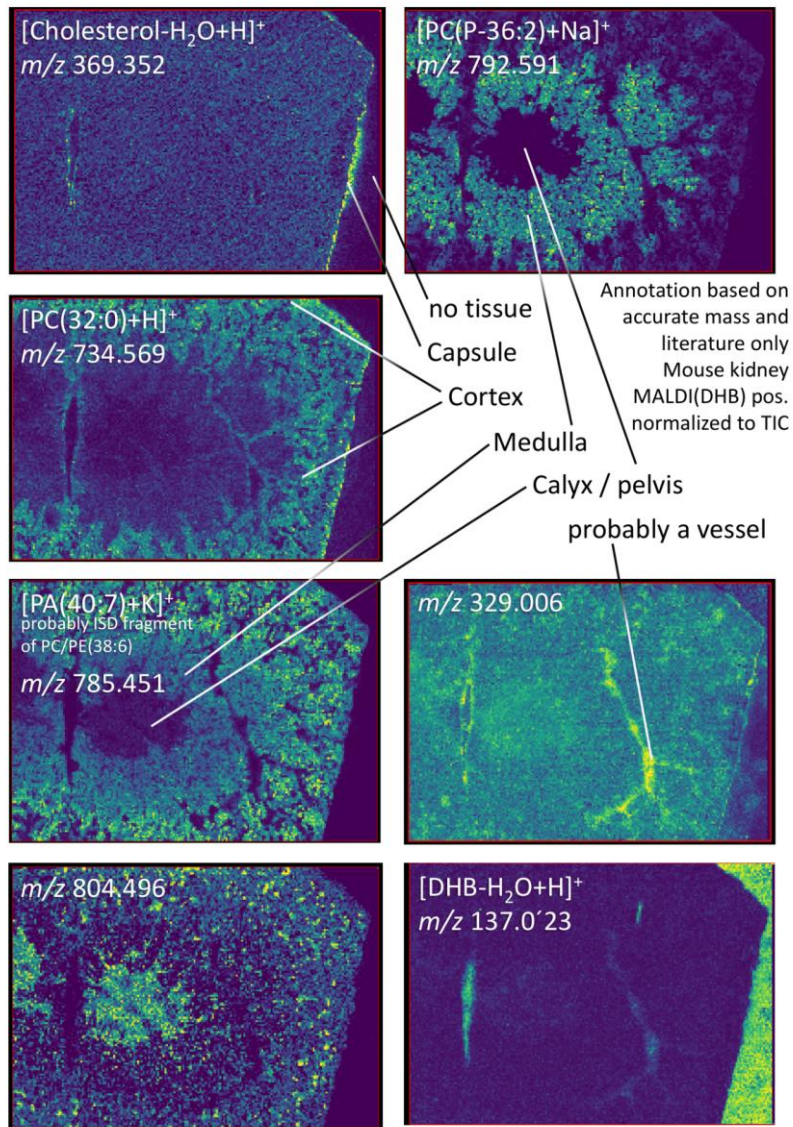 [Cholesterol-H₂O+H]⁺
m/z 369.352
[PC(P-36:2)+Na]⁺
m/z 792.591
[PC(32:0)+H]⁺
m/z 734.569
no tissue
Capsule
Cortex
Medulla
Calyx / pelvis
probably a vessel
Annotation based on
accurate mass and
literature only
Mouse kidney
MALDI(DHB) pos.
normalized to TIC
[PA(40:7)+K]⁺
probably ISD fragment
of PC/PE(38:6)
m/z 785.451
m/z 329.006
m/z 804.496
[DHB-H₂O+H]⁺
m/z 137.0´23